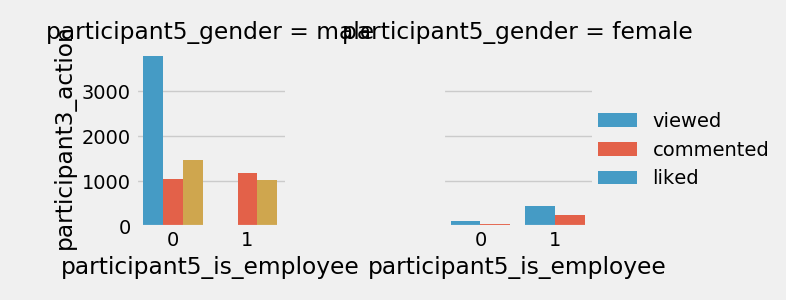 participant5_gender = male
participant5_gender = female
participant3_action
3000
2000
1000
0
0 1
0 1
participant5_is_employee
participant5_is_employee
viewed
commented
liked